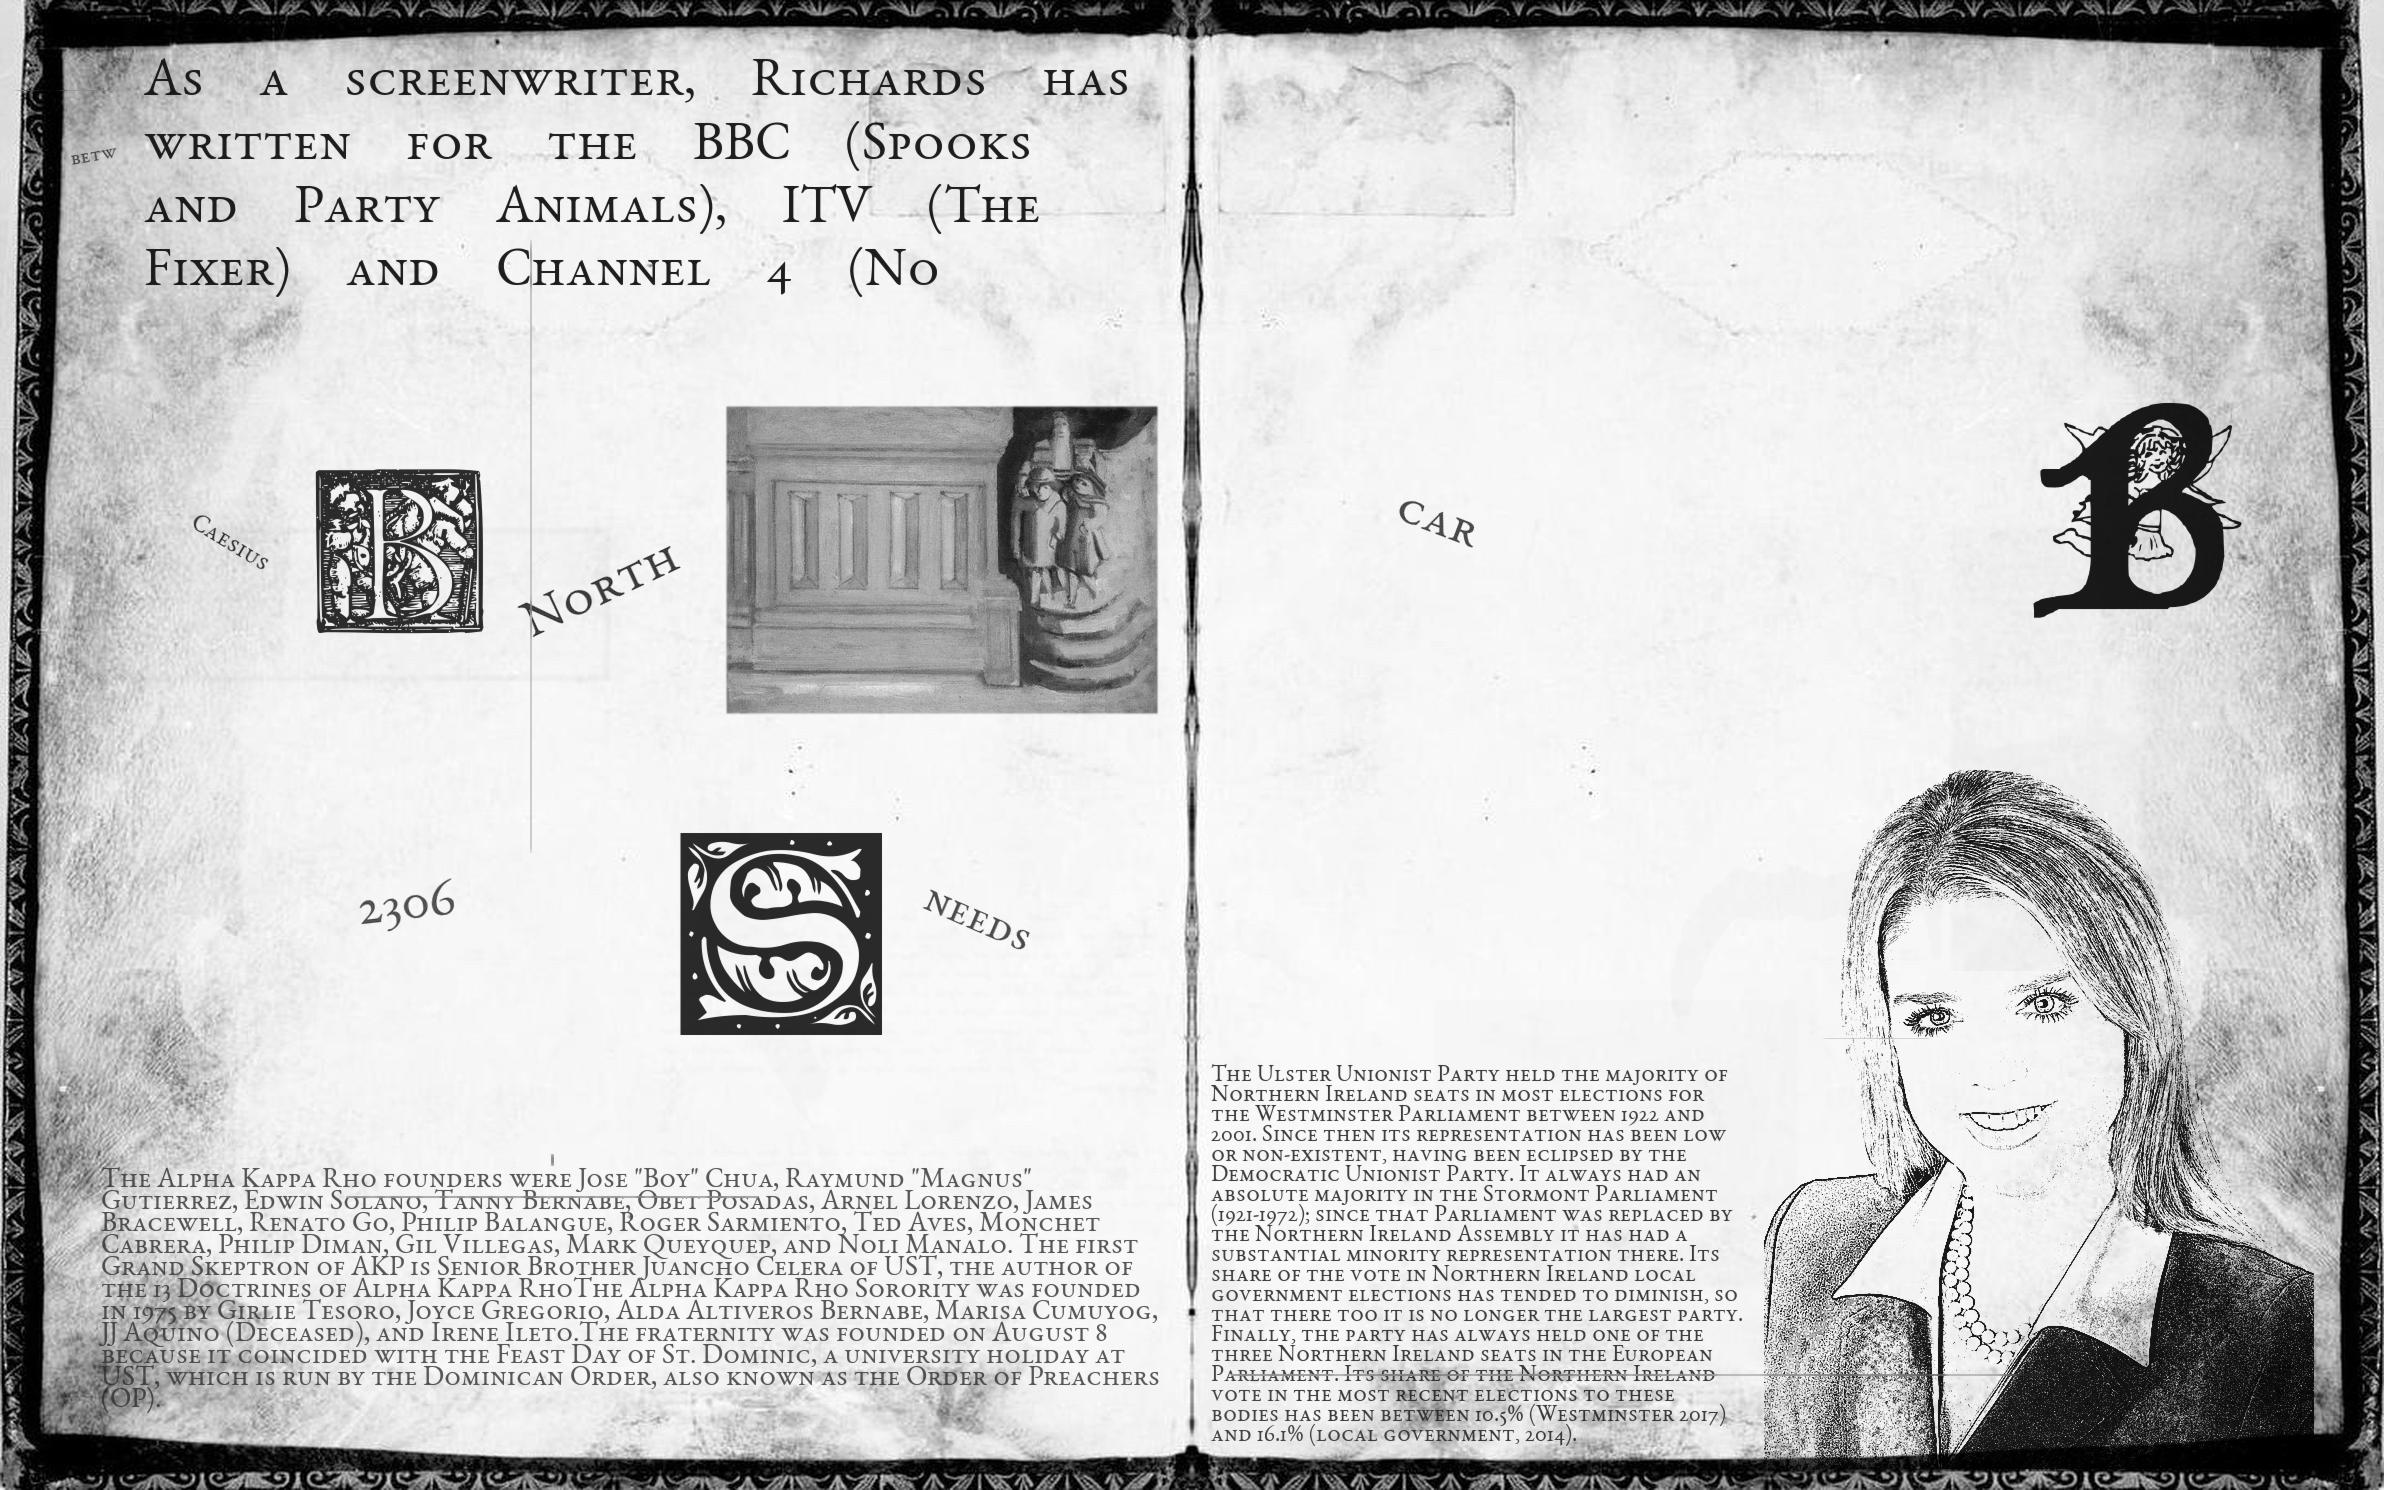 As a screenwriter, Richards has
written for the BBC (Spooks
and Party Animals), ITV (The
Fixer) and Channel 4 (No
betw
Caesius
B
North
2306
S
needs
The Alpha Kappa Rho founders were Jose "Boy" Chua, Raymund "Magnus"
Gutierrez, Edwin Solano, Tanny Bernabe, Obet Posadas, Arnel Lorenzo, James
Bracewell, Renato Go, Philip Balangue, Roger Sarmiento, Ted Aves, Monchet
Cabrera, Philip Diman, Gil Villegas, Mark Queyquep, and Noli Manalo. The first
Grand Skeptron of AKP is Senior Brother Juancho Celera of UST, the author of
the 13 Doctrines of Alpha Kappa RhoThe Alpha Kappa Rho Sorority was founded
in 1975 by Girlie Tesoro, Joyce Gregorio, Alda Altiveros Bernabe, Marisa Cumuyog,
JJ Aquino (Deceased), and Irene Ileto.The fraternity was founded on August 8
because it coincided with the Feast Day of St. Dominic, a university holiday at
UST, which is run by the Dominican Order, also known as the Order of Preachers
(OP).
car
B
The Ulster Unionist Party held the majority of
Northern Ireland seats in most elections for
the Westminster Parliament between 1922 and
2001. Since then its representation has been low
or non-existent, having been eclipsed by the
Democratic Unionist Party. It always had an
absolute majority in the Stormont Parliament
(1921-1972); since that Parliament was replaced by
the Northern Ireland Assembly it has had a
substantial minority representation there. Its
share of the vote in Northern Ireland local
government elections has tended to diminish, so
that there too it is no longer the largest party.
Finally, the party has always held one of the
three Northern Ireland seats in the European
Parliament. Its share of the Northern Ireland
vote in the most recent elections to these
bodies has been between 10.5% (Westminster 2017)
and 16.1% (local government, 2014).